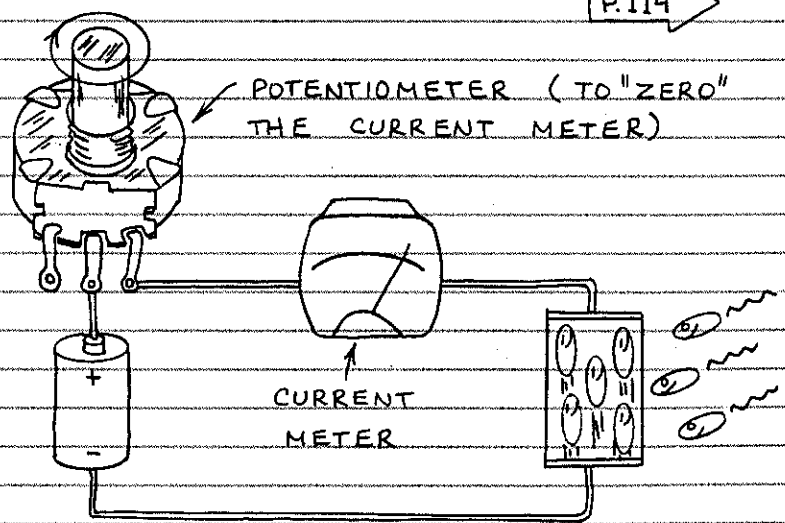 P. 114
POTENTIOMETER (TO "ZERO"
THE CURRENT METER)
+
-
CURRENT
METER